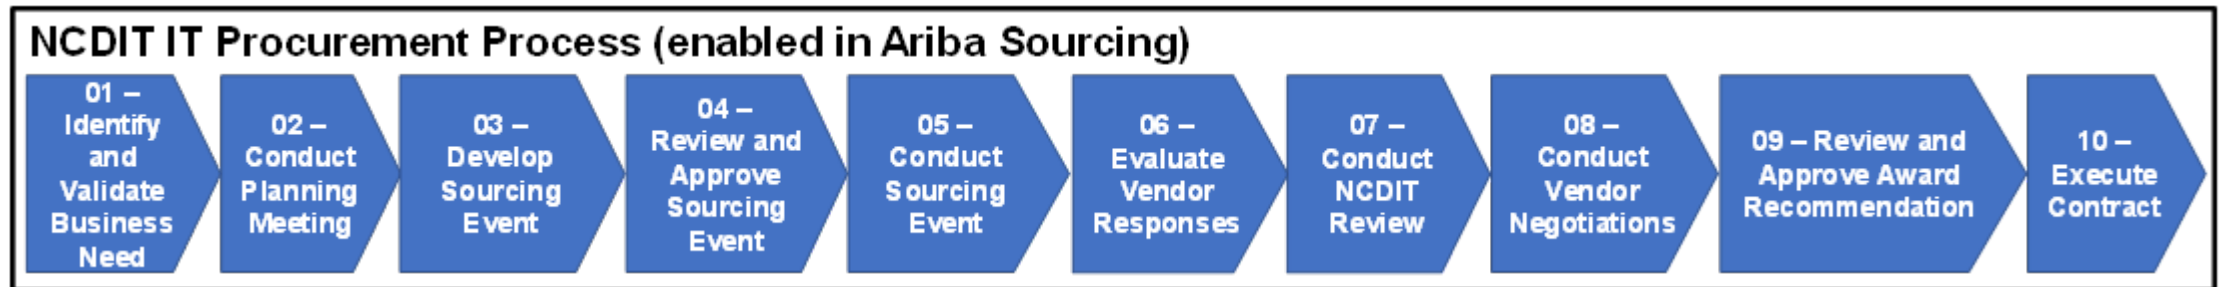 NCDIT IT Procurement Process (enabled in Ariba Sourcing)
01 –
Identify
and
Validate
Business
Need
02 –
Conduct
Planning
Meeting
03 –
Develop
Sourcing
Event
04 –
Review and
Approve
Sourcing
Event
05 –
Conduct
Sourcing
Event
06 –
Evaluate
Vendor
Responses
07 –
Conduct
NCDIT
Review
08 –
Conduct
Vendor
Negotiations
09 – Review and
Approve Award
Recommendation
10 –
Execute
Contract